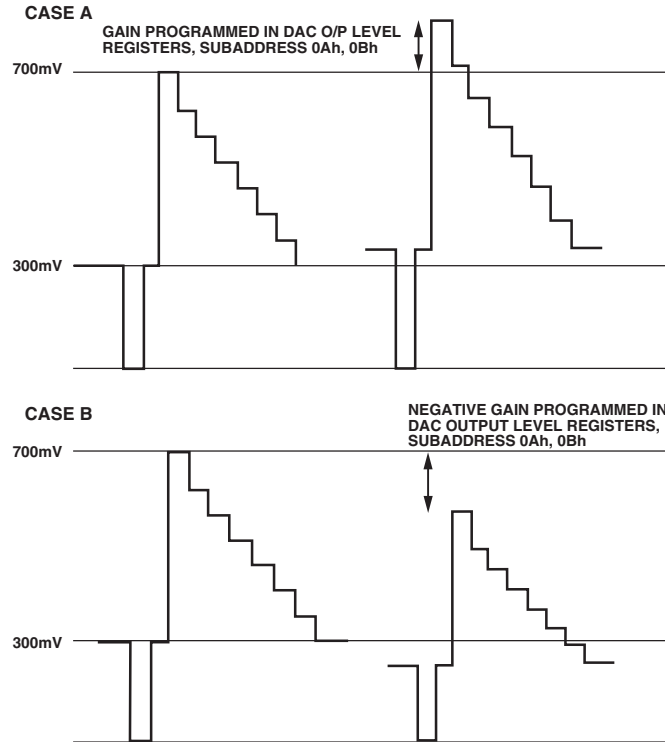 CASE A
GAIN PROGRAMMED IN DAC O/P LEVEL
REGISTERS, SUBADDRESS 0Ah, 0Bh
700mV
300mV
CASE B
NEGATIVE GAIN PROGRAMMED IN
DAC OUTPUT LEVEL REGISTERS,
SUBADDRESS 0Ah, 0Bh
700mV
300mV